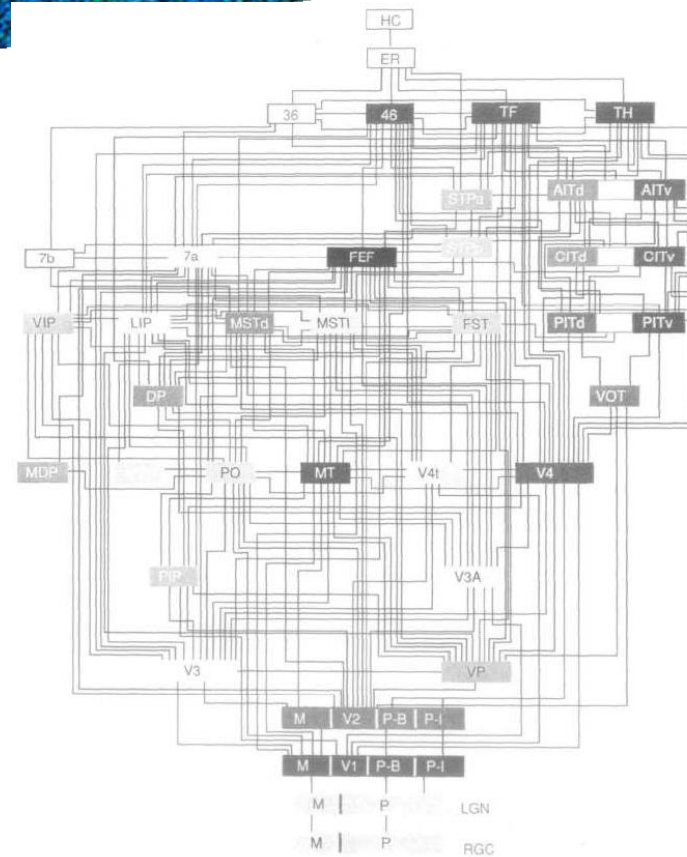 HC
ER
36 46 TF TH
STPa AITd AITv
7b 7a FEF CITd CITv
VIP LIP MSTd MSTl FST PITd PITv
DP VOT
MDP PO MT V4t V4
PIP V3A
V3 VP
M V2 P-B P-I
M V1 P-B P-I
M P LGN
M P RGC